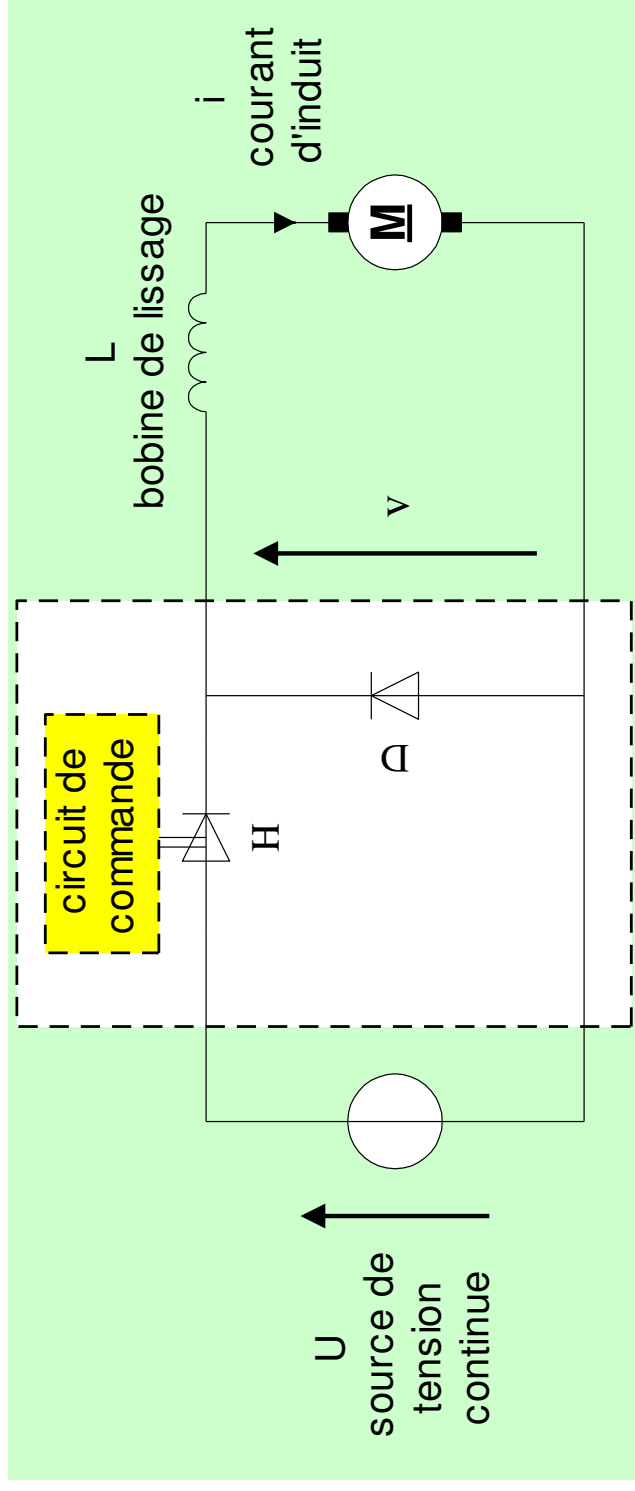 U
source de
tension
continue
circuit de
commande
H
D
v
L
bobine de lissage
i
courant
d'induit
M